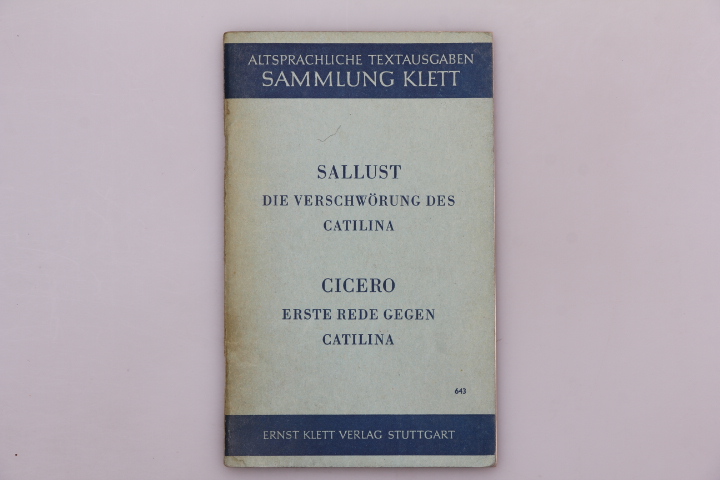 ALTSPRACHLICHE TEXTAUSGABEN
SAMMLUNG KLETT
SALLUST
DIE VERSCHWÖRUNG DES
CATILINA
CICERO
ERSTE REDE GEGEN
CATILINA
643
ERNST KLETT VERLAG STUTTGART